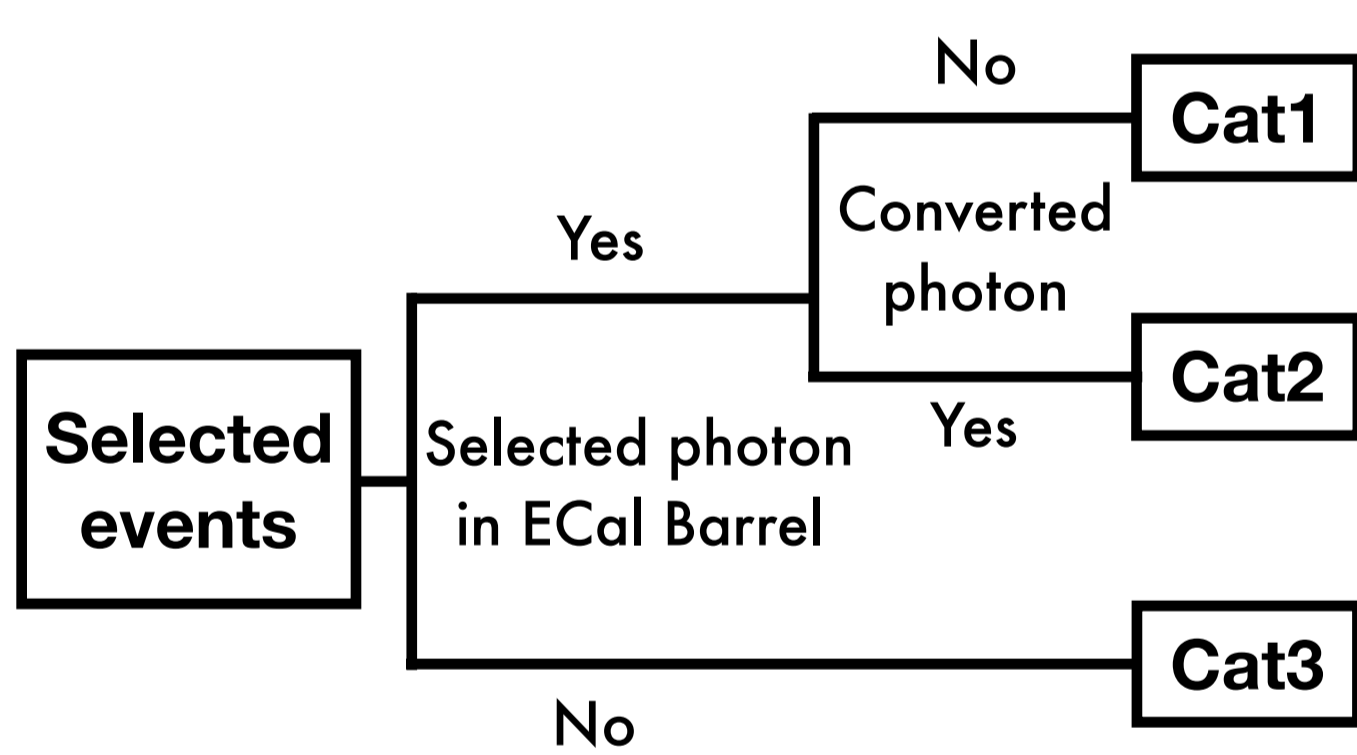 No
Cat1
Converted
photon
Yes
Cat2
Yes
Selected
events
Selected photon
in ECal Barrel
Cat3
No